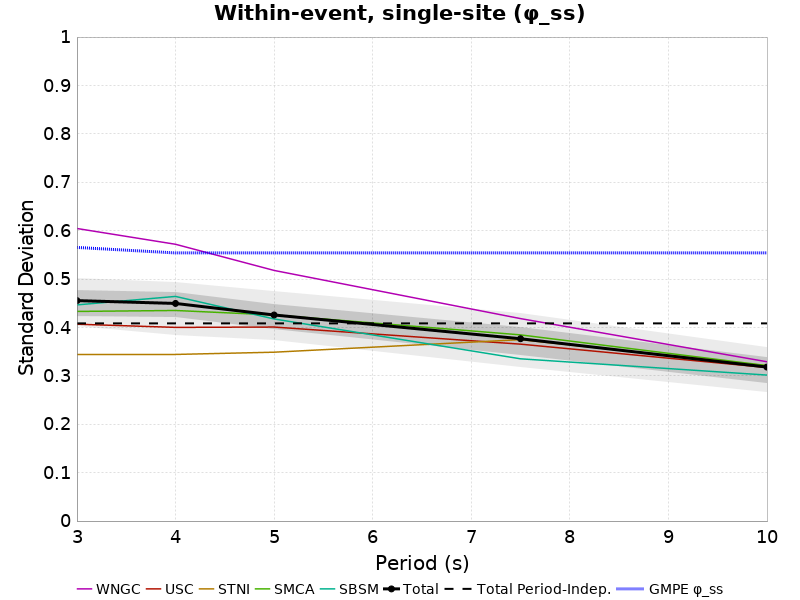 Within-event, single-site (φ_ss)
1
0.9
0.8
0.7
0.6
0.5
0.4
0.3
0.2
0.1
0
Standard Deviation
3 4 5 6 7 8 9 10
Period (s)
WNGC USC STNI SMCA SBSM Total Total Period-Indep. GMPE φ_ss